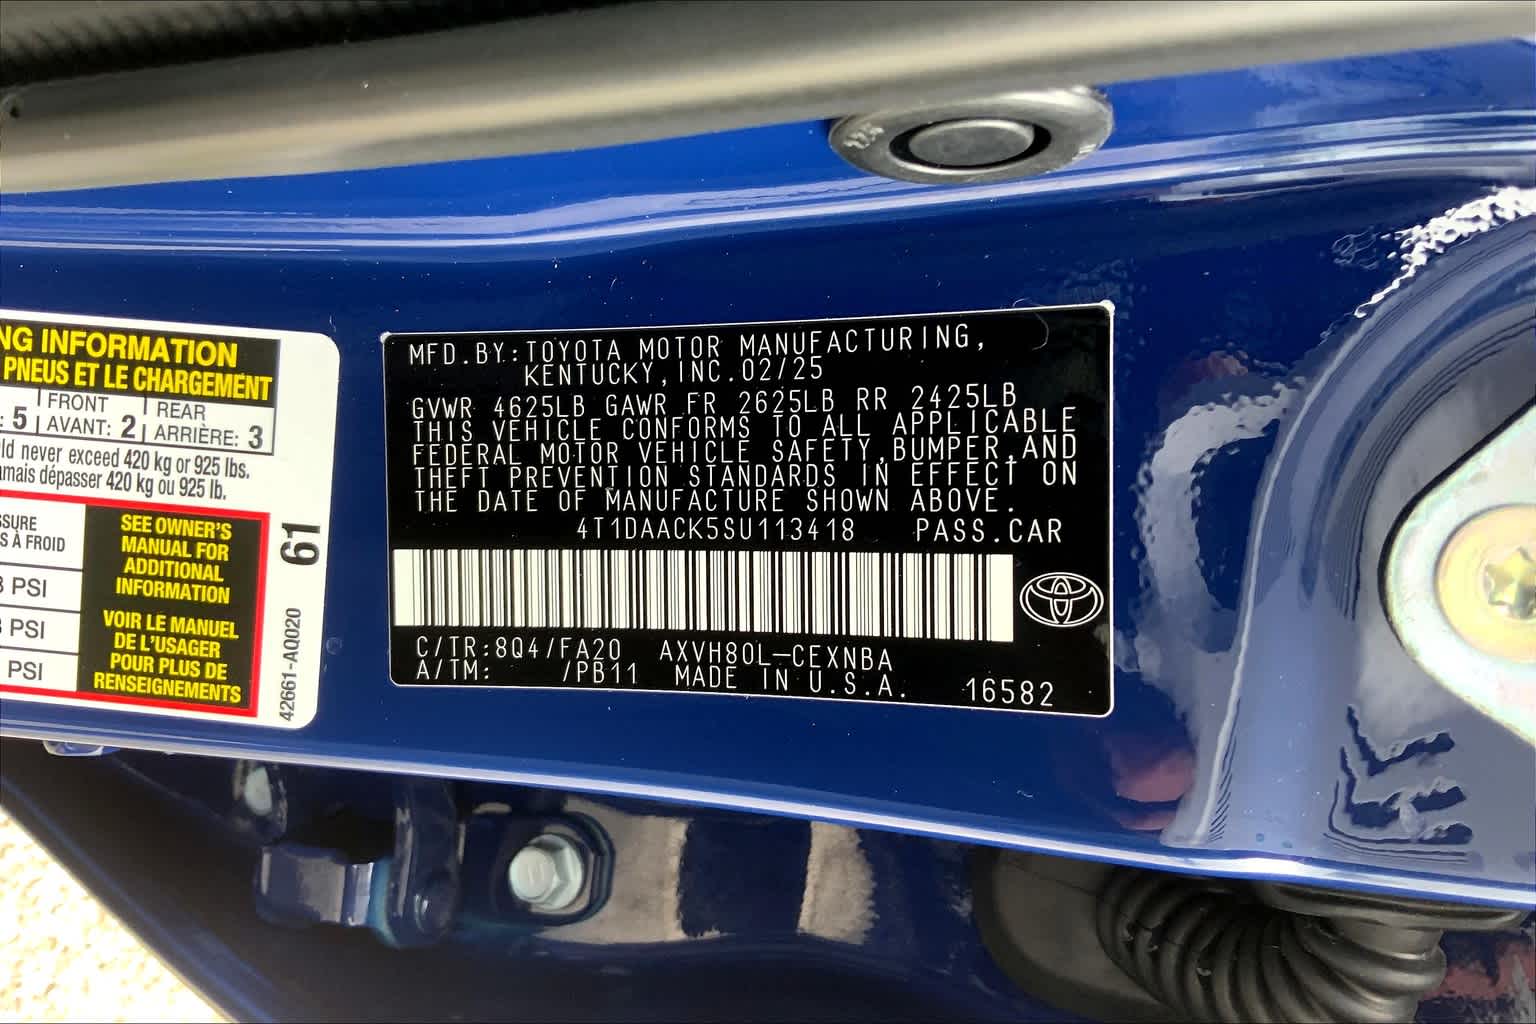 NG INFORMATION
PNEUS ET LE CHARGEMENT
: 5 | FRONT AVANT: 2 | REAR ARRIÈRE: 3
ld never exceed 420 kg or 925 lbs.
amais dépasser 420 kg ou 925 lb.
SSURE
S À FROID
PSI
PSI
PSI
SEE OWNER'S
MANUAL FOR
ADDITIONAL
INFORMATION
VOIR LE MANUEL
DE L'USAGER
POUR PLUS DE
RENSEIGNEMENTS
61
42661-AQ020
MFD.BY:TOYOTA MOTOR MANUFACTURING,
KENTUCKY,INC.02/25
GVWR 4625LB GAWR FR 2625LB RR 2425LB
THIS VEHICLE CONFORMS TO ALL APPLICABLE
FEDERAL MOTOR VEHICLE SAFETY,BUMPER,AND
THEFT PREVENTION STANDARDS IN EFFECT ON
THE DATE OF MANUFACTURE SHOWN ABOVE.
4T1DAACK5SU113418 PASS.CAR
C/TR:8Q4/FA20 AXVH80L-CEXNBA
A/TM: /PB11 MADE IN U.S.A. 16582